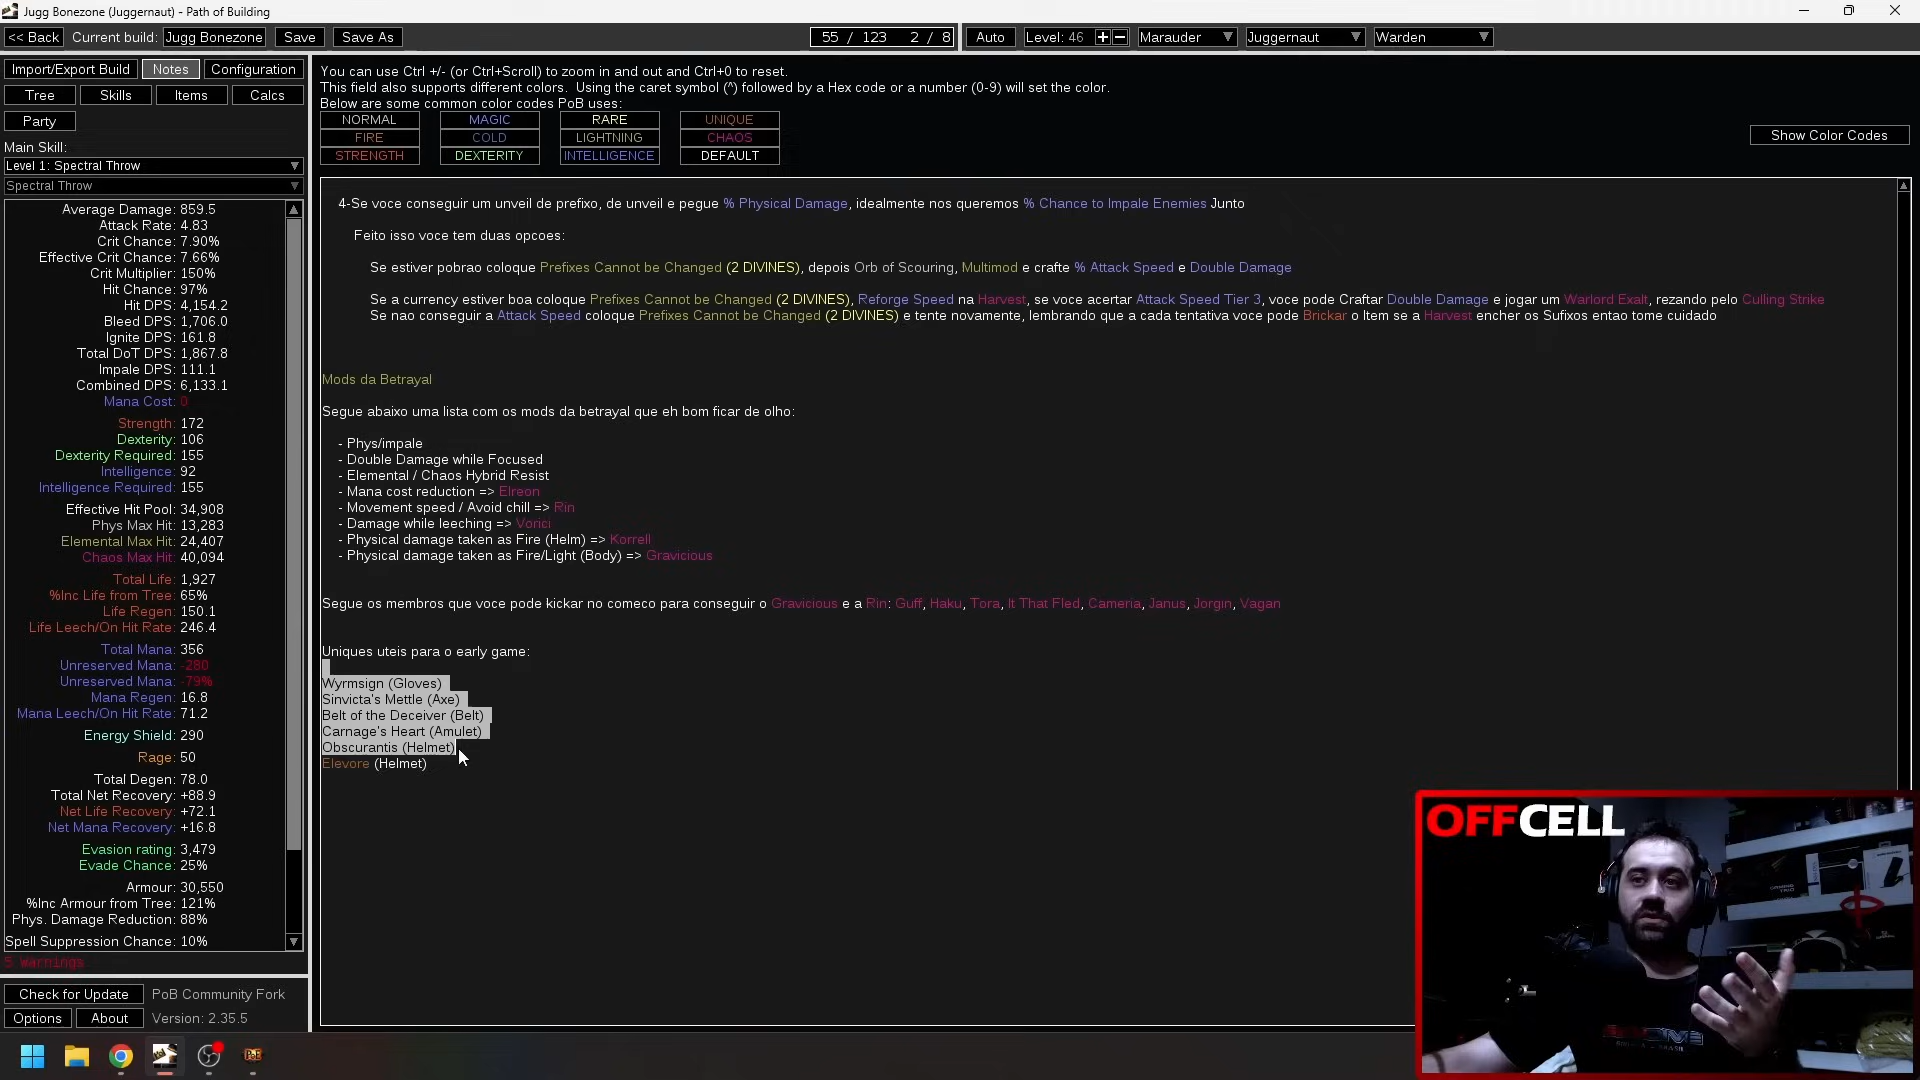 Jugg Bonezone (Juggernaut) - Path of Building
<< Back Current build: Jugg Bonezone Save Save As 55 / 123 2 / 8 Auto Level: 46 + - Marauder Juggernaut Warden
Import/Export Build Notes Configuration
Tree Skills Items Calcs
Party
Main Skill:
Level 1: Spectral Throw
Spectral Throw
Average Damage: 859.5
Attack Rate: 4.83
Crit Chance: 7.90%
Effective Crit Chance: 7.66%
Crit Multiplier: 150%
Hit Chance: 97%
Hit DPS: 4,154.2
Bleed DPS: 1,706.0
Ignite DPS: 161.8
Total DoT DPS: 1,867.8
Impale DPS: 111.1
Combined DPS: 6,133.1
Mana Cost: 0
Strength: 172
Dexterity: 106
Dexterity Required: 155
Intelligence: 92
Intelligence Required: 155
Effective Hit Pool: 34,908
Phys Max Hit: 13,283
Elemental Max Hit: 24,407
Chaos Max Hit: 40,094
Total Life: 1,927
%Inc Life from Tree: 65%
Life Regen: 150.1
Life Leech/On Hit Rate: 246.4
Total Mana: 356
Unreserved Mana: -280
Unreserved Mana: -79%
Mana Regen: 16.8
Mana Leech/On Hit Rate: 71.2
Energy Shield: 290
Rage: 50
Total Degen: 78.0
Total Net Recovery: +88.9
Net Life Recovery: +72.1
Net Mana Recovery: +16.8
Evasion rating: 3,479
Evade Chance: 25%
Armour: 30,550
%Inc Armour from Tree: 121%
Phys. Damage Reduction: 88%
Spell Suppression Chance: 10%
5 Warnings
Check for Update PoB Community Fork
Options About Version: 2.35.5
You can use Ctrl +/- (or Ctrl+Scroll) to zoom in and out and Ctrl+0 to reset.
This field also supports different colors. Using the caret symbol (^) followed by a Hex code or a number (0-9) will set the color.
Below are some common color codes PoB uses:
NORMAL MAGIC RARE UNIQUE
FIRE COLD LIGHTNING CHAOS
STRENGTH DEXTERITY INTELLIGENCE DEFAULT
Show Color Codes
4-Se voce conseguir um unveil de prefixo, de unveil e pegue % Physical Damage, idealmente nos queremos % Chance to Impale Enemies Junto
Feito isso voce tem duas opcoes:
Se estiver pobrao coloque Prefixes Cannot be Changed (2 DIVINES), depois Orb of Scouring, Multimod e crafte % Attack Speed e Double Damage
Se a currency estiver boa coloque Prefixes Cannot be Changed (2 DIVINES), Reforge Speed na Harvest, se voce acertar Attack Speed Tier 3, voce pode Craftar Double Damage e jogar um Warlord Exalt, rezando pelo Culling Strike
Se nao conseguir a Attack Speed coloque Prefixes Cannot be Changed (2 DIVINES) e tente novamente, lembrando que a cada tentativa voce pode Brickar o Item se a Harvest encher os Sufixos entao tome cuidado
Mods da Betrayal
Segue abaixo uma lista com os mods da betrayal que eh bom ficar de olho:
- Phys/impale
- Double Damage while Focused
- Elemental / Chaos Hybrid Resist
- Mana cost reduction => Elreon
- Movement speed / Avoid chill => Rin
- Damage while leeching => Vorici
- Physical damage taken as Fire (Helm) => Korrell
- Physical damage taken as Fire/Light (Body) => Gravicious
Segue os membros que voce pode kickar no comeco para conseguir o Gravicious e a Rin: Guff, Haku, Tora, It That Fled, Cameria, Janus, Jorgin, Vagan
Uniques uteis para o early game:
Wyrmsign (Gloves)
Sinvicta's Mettle (Axe)
Belt of the Deceiver (Belt)
Carnage's Heart (Amulet)
Obscurantis (Helmet)
Elevore (Helmet)
OFFCELL